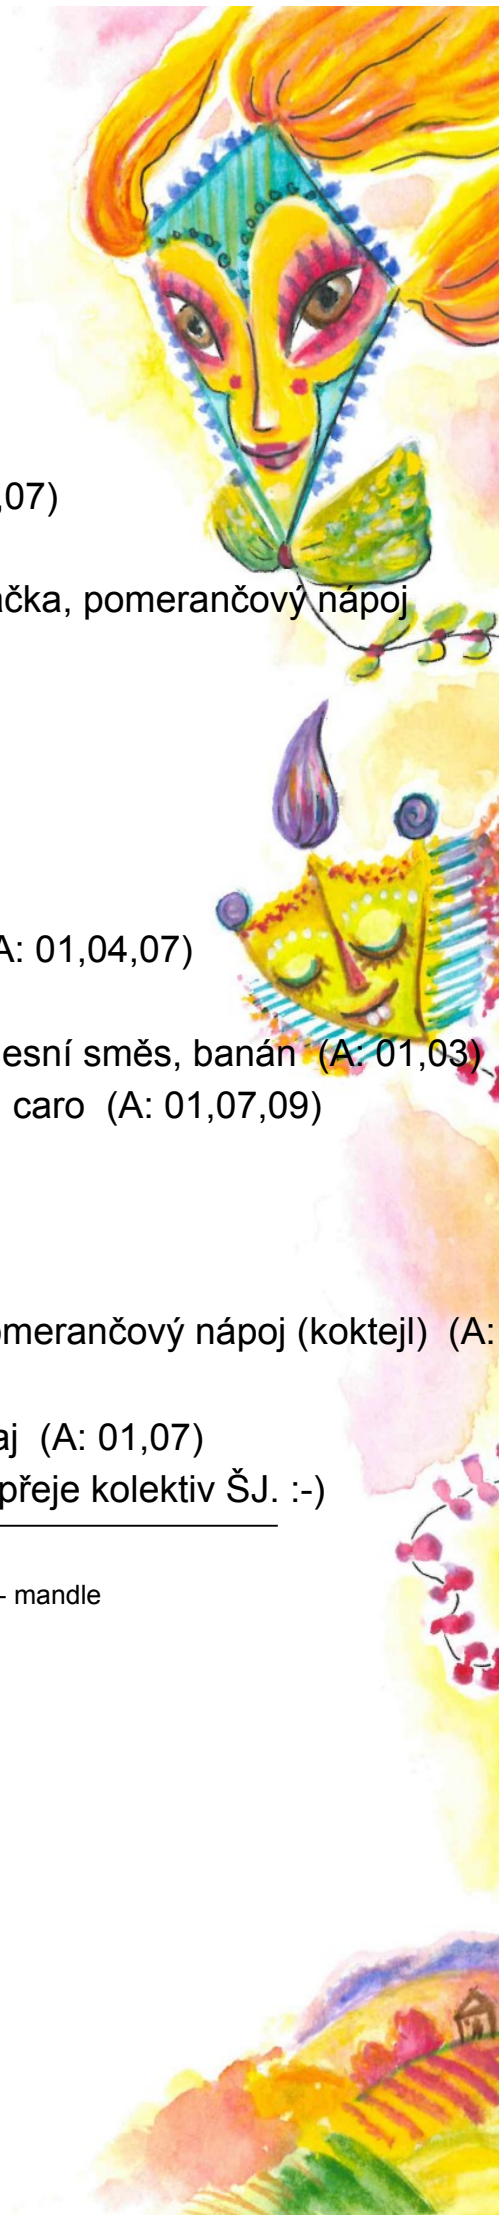 ,07)
ačka, pomerančový nápoj
A: 01,04,07)
esní směs, banán (A: 01,03)
caro (A: 01,07,09)
omerančový nápoj (koktejl) (A:
aj (A: 01,07)
přeje kolektiv ŠJ. :-)
- mandle